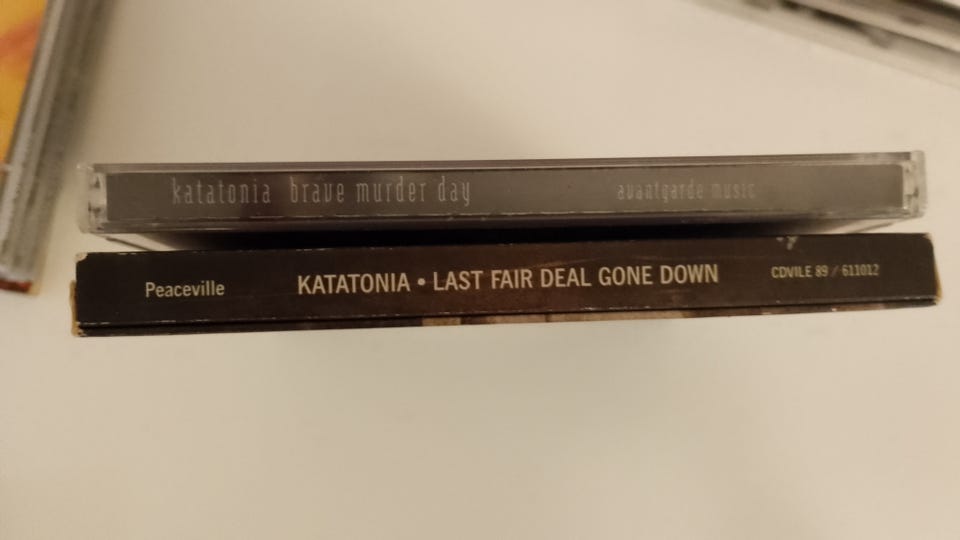 katatonia brave murder day avantgarde music
Peaceville KATATONIA • LAST FAIR DEAL GONE DOWN CDVILE 89 / 611012